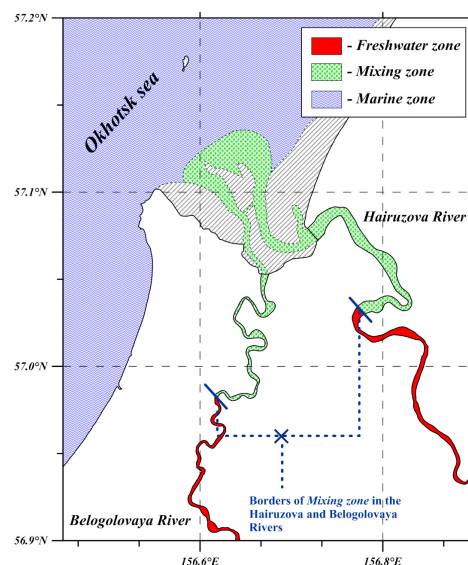 57.2°N
- Freshwater zone
- Mixing zone
- Marine zone
Okhotsk sea
57.1°N
Hairuzova River
57.0°N
Borders of Mixing zone in the
Hairuzova and Belogolovaya
Rivers
Belogolovaya River
56.9°N
156.6°E
156.8°E